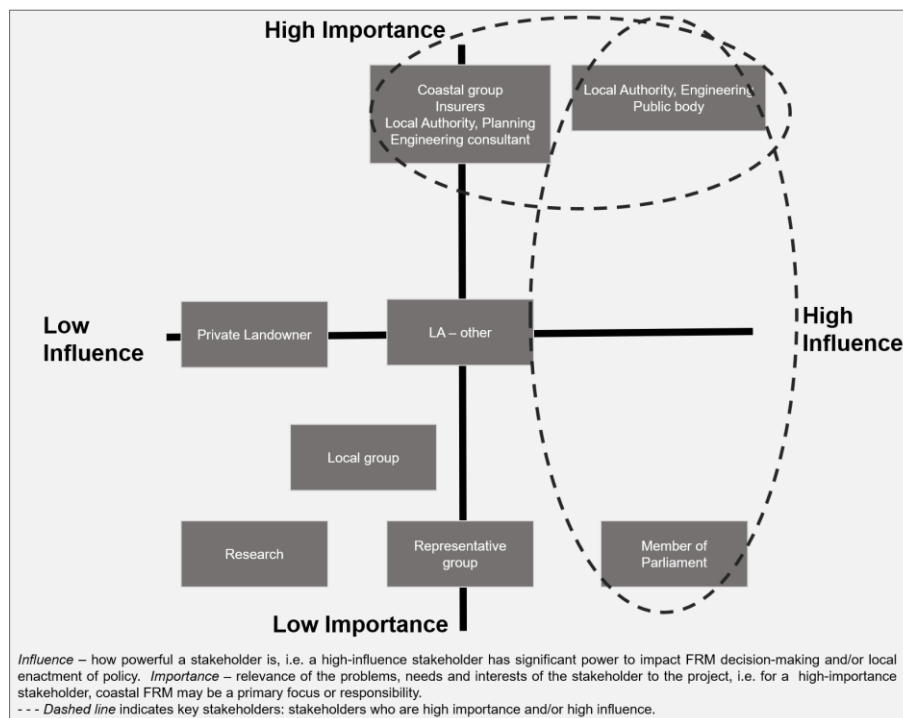 High Importance
Coastal group
Insurers
Local Authority, Planning
Engineering consultant
Local Authority, Engineering
Public body
Low
Influence
Private Landowner
LA – other
High
Influence
Local group
Research
Representative
group
Member of
Parliament
Low Importance
Influence – how powerful a stakeholder is, i.e. a high-influence stakeholder has significant power to impact FRM decision-making and/or local
enactment of policy. Importance – relevance of the problems, needs and interests of the stakeholder to the project, i.e. for a high-importance
stakeholder, coastal FRM may be a primary focus or responsibility.
- - - Dashed line indicates key stakeholders: stakeholders who are high importance and/or high influence.